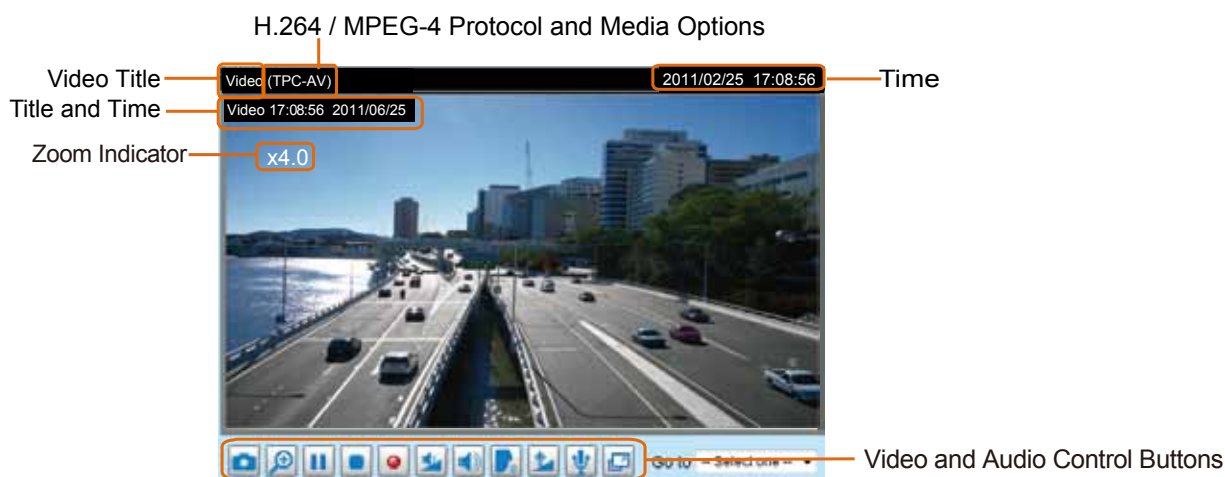 H.264 / MPEG-4 Protocol and Media Options
Video Title
Video (TPC-AV)
2011/02/25 17:08:56
Time
Title and Time
Video 17:08:56 2011/06/25
Zoom Indicator
x4.0
Go to
-- Select one --
Video and Audio Control Buttons